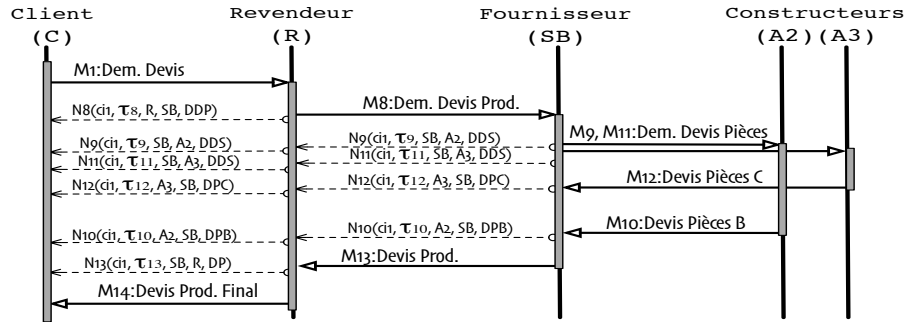 Client Revendeur Fournisseur Constructeurs
(C) (R) (SB) (A2)(A3)
M1:Dem. Devis
M8:Dem. Devis Prod.
N8(ci1, τ8, R, SB, DDP)
M9, M11:Dem. Devis Pièces
N9(ci1, τ9, SB, A2, DDS)
N9(ci1, τ9, SB, A2, DDS)
N11(ci1, τ11, SB, A3, DDS)
N11(ci1, τ11, SB, A3, DDS)
N12(ci1, τ12, A3, SB, DPC)
N12(ci1, τ12, A3, SB, DPC)
M12:Devis Pièces C
N10(ci1, τ10, A2, SB, DPB)
N10(ci1, τ10, A2, SB, DPB)
M10:Devis Pièces B
N13(ci1, τ13, SB, R, DP)
M13:Devis Prod.
M14:Devis Prod. Final